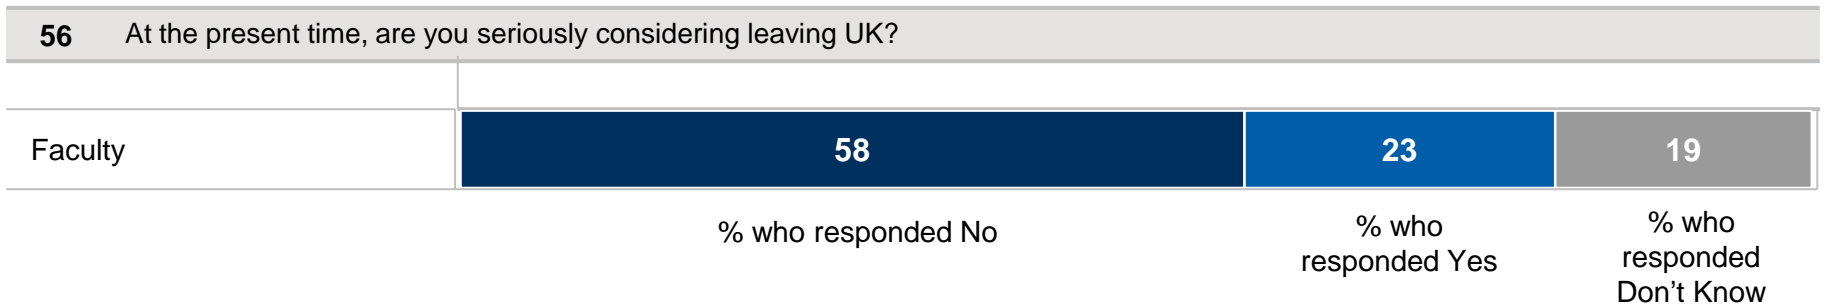 56 At the present time, are you seriously considering leaving UK?
Faculty 58 23 19
% who responded No
% who
responded Yes
% who
responded
Don't Know